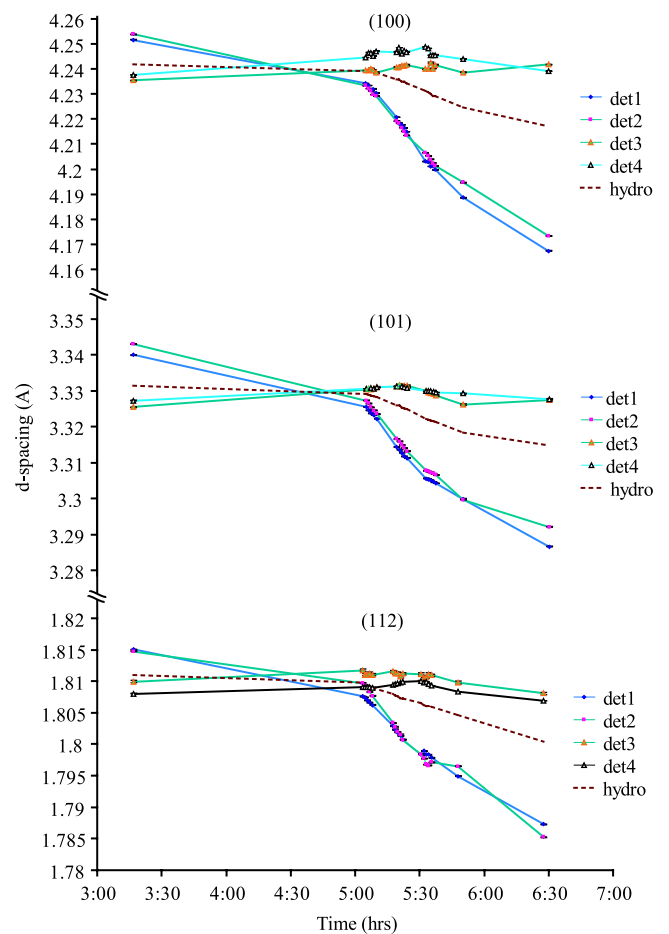 (100)
4.26
4.25
4.24
4.23
4.22
4.21
4.2
4.19
4.18
4.17
4.16
det1
det2
det3
det4
hydro
(101)
3.35
3.34
3.33
3.32
3.31
3.3
3.29
3.28
det1
det2
det3
det4
hydro
d-spacing (A)
(112)
1.82
1.815
1.81
1.805
1.8
1.795
1.79
1.785
1.78
det1
det2
det3
det4
hydro
3:00 3:30 4:00 4:30 5:00 5:30 6:00 6:30 7:00
Time (hrs)